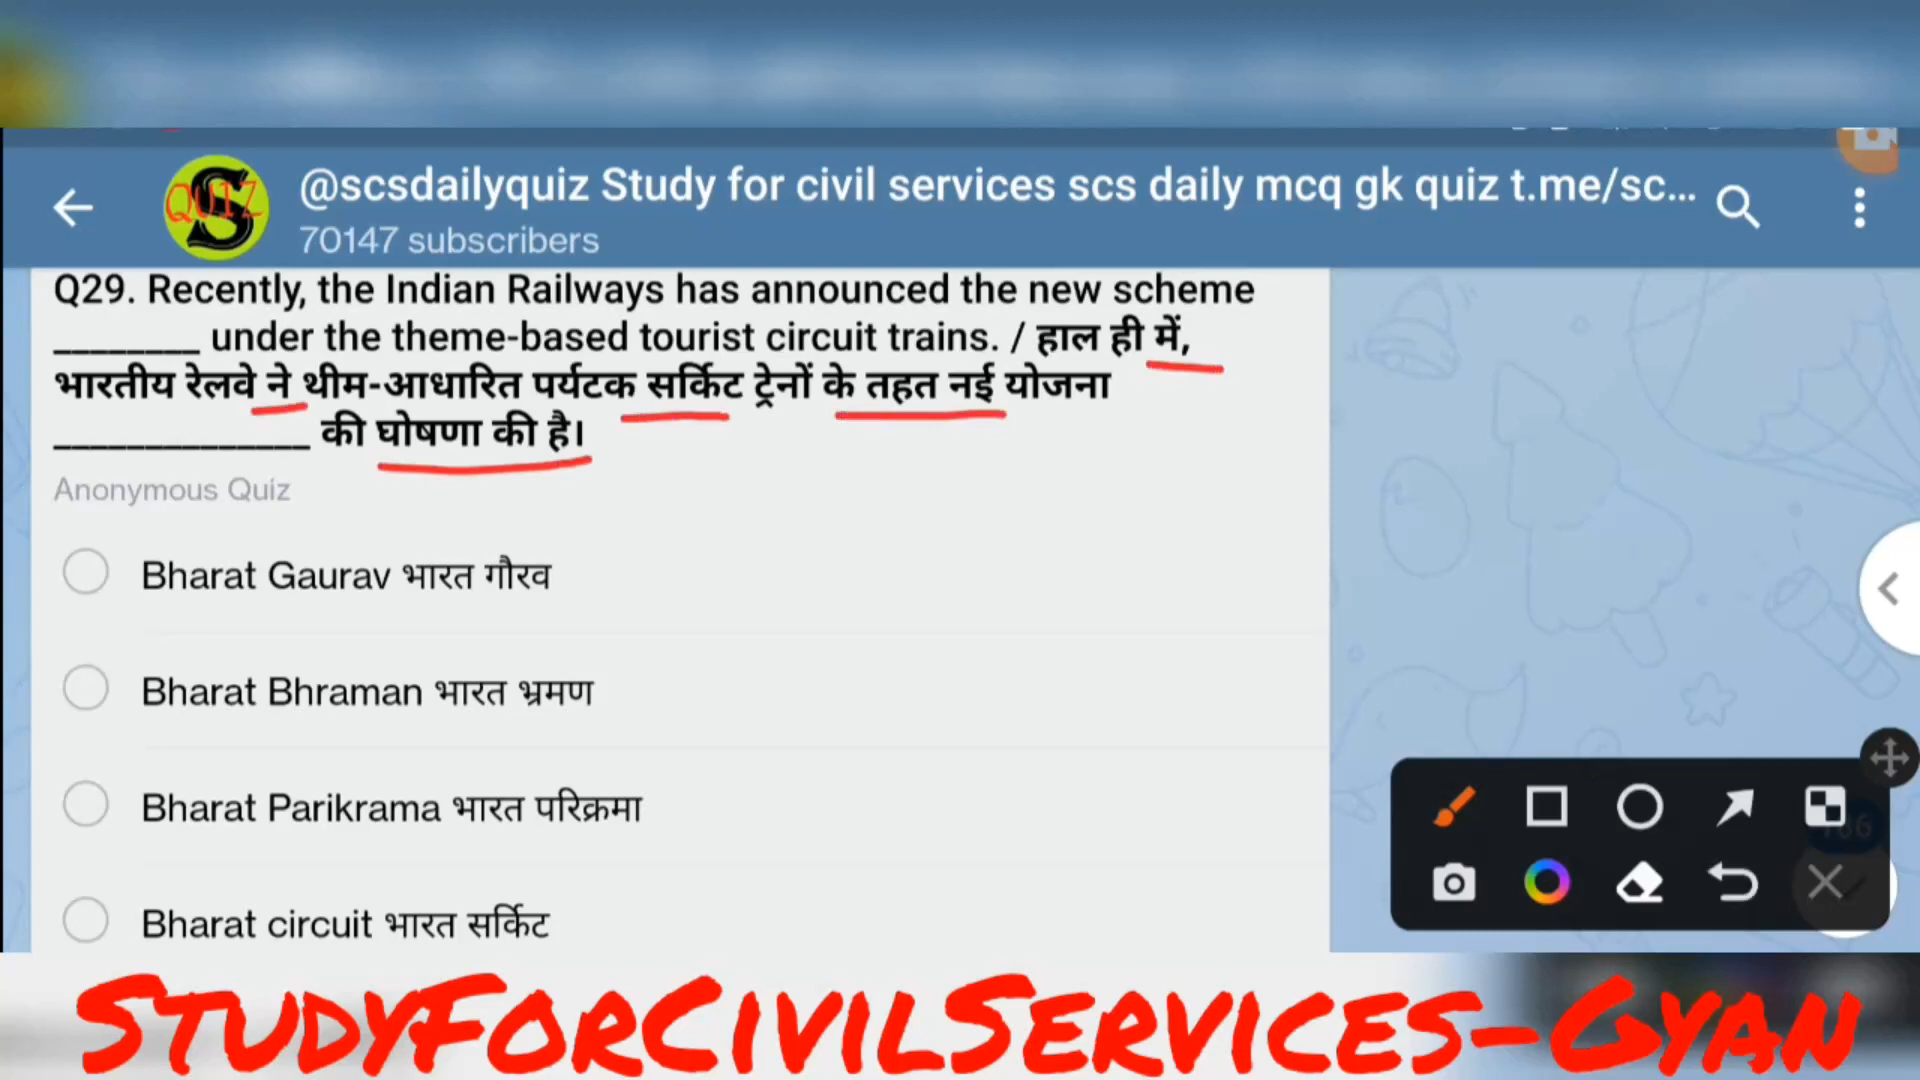 QUIZ S
@scsdailyquiz Study for civil services scs daily mcq gk quiz t.me/sc...
70147 subscribers
Q29. Recently, the Indian Railways has announced the new scheme
________ under the theme-based tourist circuit trains. / हाल ही में,
भारतीय रेलवे ने थीम-आधारित पर्यटक सर्किट ट्रेनों के तहत नई योजना
______________ की घोषणा की है।
Anonymous Quiz
Bharat Gaurav भारत गौरव
Bharat Bhraman भारत भ्रमण
Bharat Parikrama भारत परिक्रमा
Bharat circuit भारत सर्किट
StudyForCivilServices-Gyan